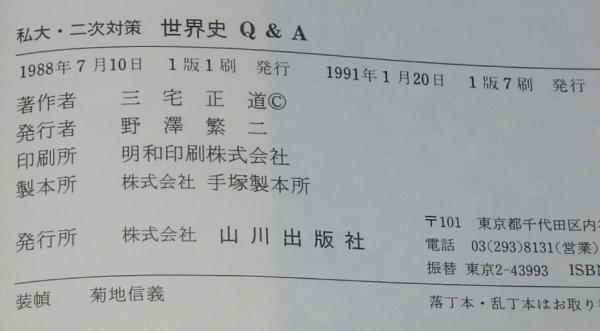 私大・二次対策 世界史 Q & A
1988年7月10日 1版1刷 発行 1991年1月20日 1版7刷 発行
著作者 三宅正道©
発行者 野澤繁二
印刷所 明和印刷株式会社
製本所 株式会社 手塚製本所
発行所 株式会社 山川出版社
〒101 東京都千代田区内
電話 03(293)8131(営業)
振替 東京2-43993 ISBN
装幀 菊地信義
落丁本・乱丁本はお取り